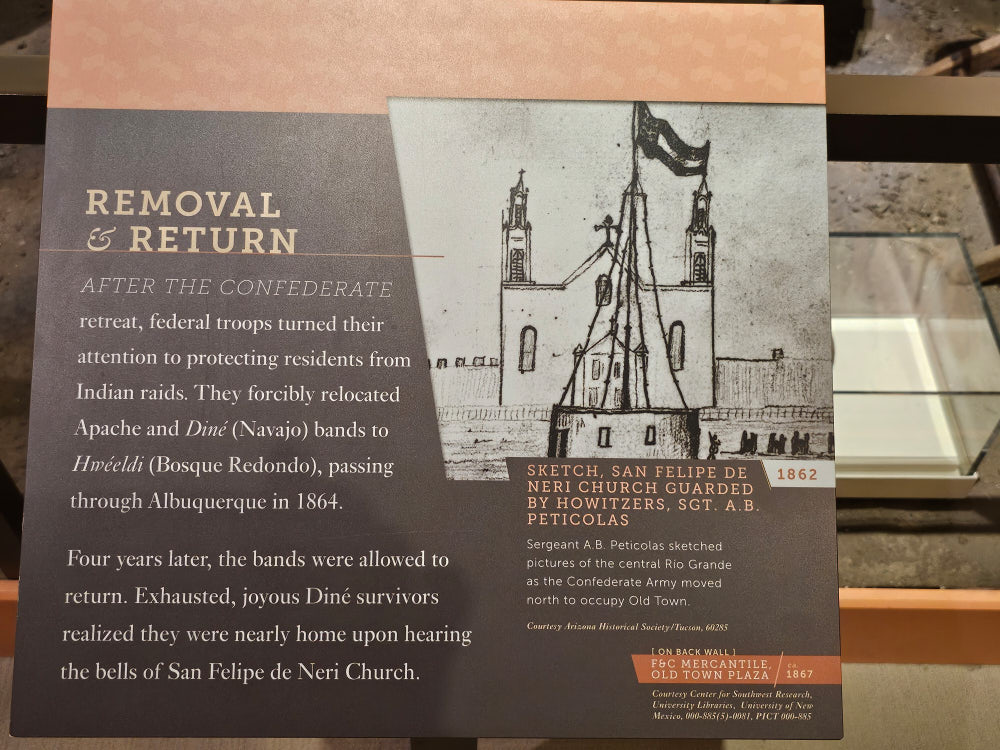 REMOVAL
& RETURN
AFTER THE CONFEDERATE
retreat, federal troops turned their
attention to protecting residents from
Indian raids. They forcibly relocated
Apache and Diné (Navajo) bands to
Hwéeldi (Bosque Redondo), passing
through Albuquerque in 1864.
Four years later, the bands were allowed to
return. Exhausted, joyous Diné survivors
realized they were nearly home upon hearing
the bells of San Felipe de Neri Church.
SKETCH, SAN FELIPE DE
NERI CHURCH GUARDED
BY HOWITZERS, SGT. A.B.
PETICOLAS
1862
Sergeant A.B. Peticolas sketched
pictures of the central Río Grande
as the Confederate Army moved
north to occupy Old Town.
Courtesy Arizona Historical Society/Tucson, 60285
[ ON BACK WALL ]
F&C MERCANTILE,
OLD TOWN PLAZA
ca.
1867
Courtesy Center for Southwest Research,
University Libraries, University of New
Mexico, 000-885(5)-0081, PICT 000-885